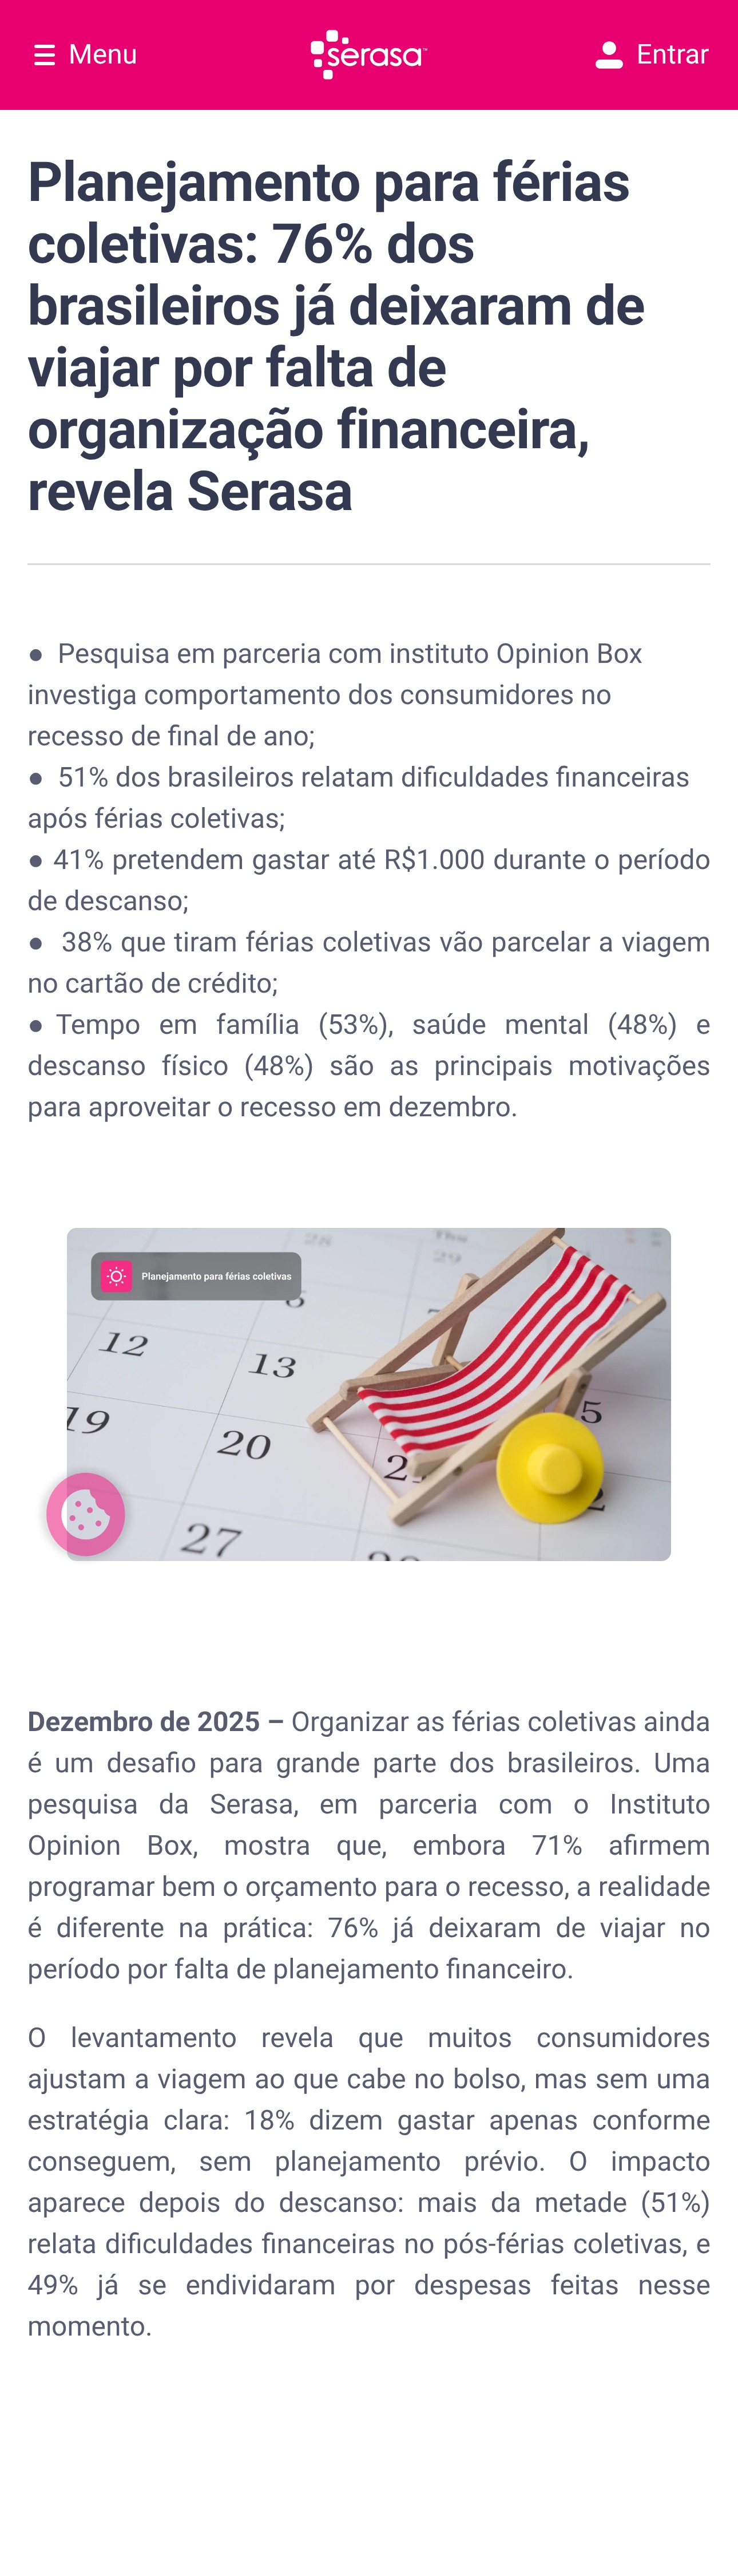 Menu
serasa
Entrar
Planejamento para férias
coletivas: 76% dos
brasileiros já deixaram de
viajar por falta de
organização financeira,
revela Serasa
● Pesquisa em parceria com instituto Opinion Box
investiga comportamento dos consumidores no
recesso de final de ano;
● 51% dos brasileiros relatam dificuldades financeiras
após férias coletivas;
● 41% pretendem gastar até R$1.000 durante o período
de descanso;
● 38% que tiram férias coletivas vão parcelar a viagem
no cartão de crédito;
● Tempo em família (53%), saúde mental (48%) e
descanso físico (48%) são as principais motivações
para aproveitar o recesso em dezembro.
28
Thu
29
Planejamento para férias coletivas
6
12
13
5
19
20
27
Dezembro de 2025 – Organizar as férias coletivas ainda
é um desafio para grande parte dos brasileiros. Uma
pesquisa da Serasa, em parceria com o Instituto
Opinion Box, mostra que, embora 71% afirmem
programar bem o orçamento para o recesso, a realidade
é diferente na prática: 76% já deixaram de viajar no
período por falta de planejamento financeiro.
O levantamento revela que muitos consumidores
ajustam a viagem ao que cabe no bolso, mas sem uma
estratégia clara: 18% dizem gastar apenas conforme
conseguem, sem planejamento prévio. O impacto
aparece depois do descanso: mais da metade (51%)
relata dificuldades financeiras no pós-férias coletivas, e
49% já se endividaram por despesas feitas nesse
momento.